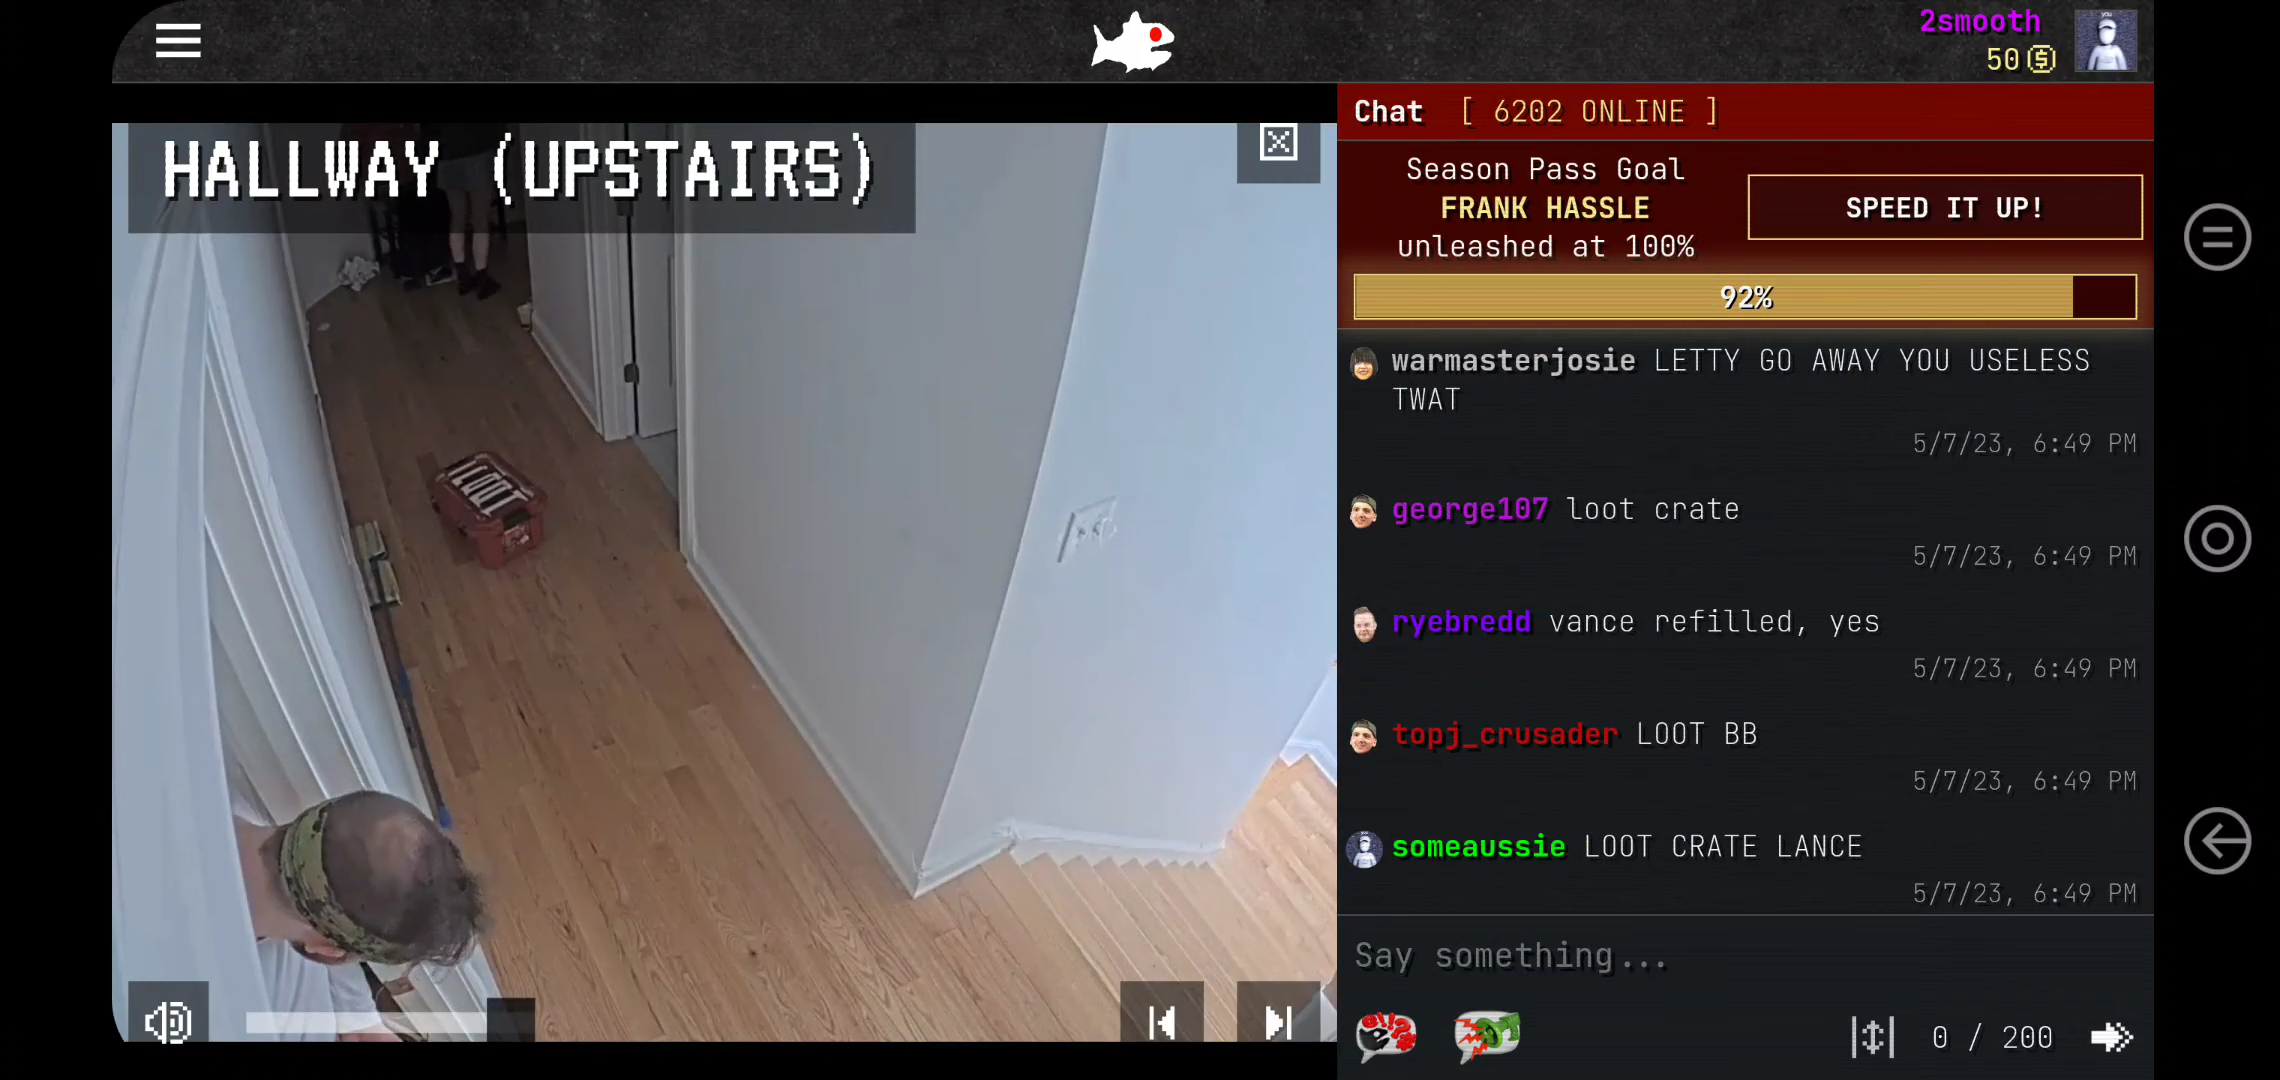 2smooth
50
HALLWAY (UPSTAIRS)
LOOT
Chat [ 6202 ONLINE ]
Season Pass Goal
FRANK HASSLE
unleashed at 100%
SPEED IT UP!
92%
warmasterjosie LETTY GO AWAY YOU USELESS
TWAT
5/7/23, 6:49 PM
george107 loot crate
5/7/23, 6:49 PM
ryebredd vance refilled, yes
5/7/23, 6:49 PM
topj_crusader LOOT BB
5/7/23, 6:49 PM
someaussie LOOT CRATE LANCE
5/7/23, 6:49 PM
Say something...
0 / 200